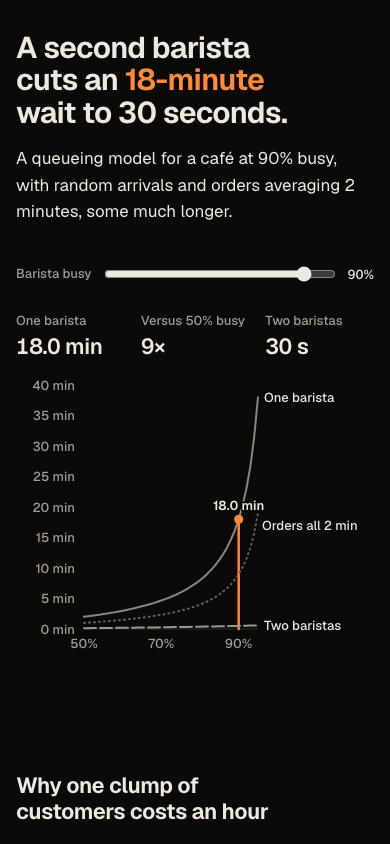 A second barista
cuts an 18-minute
wait to 30 seconds.
A queueing model for a café at 90% busy,
with random arrivals and orders averaging 2
minutes, some much longer.
Barista busy 90%
One barista Versus 50% busy Two baristas
18.0 min 9× 30 s
40 min
One barista
35 min
30 min
25 min
20 min
18.0 min
Orders all 2 min
15 min
10 min
5 min
0 min
Two baristas
50% 70% 90%
Why one clump of
customers costs an hour